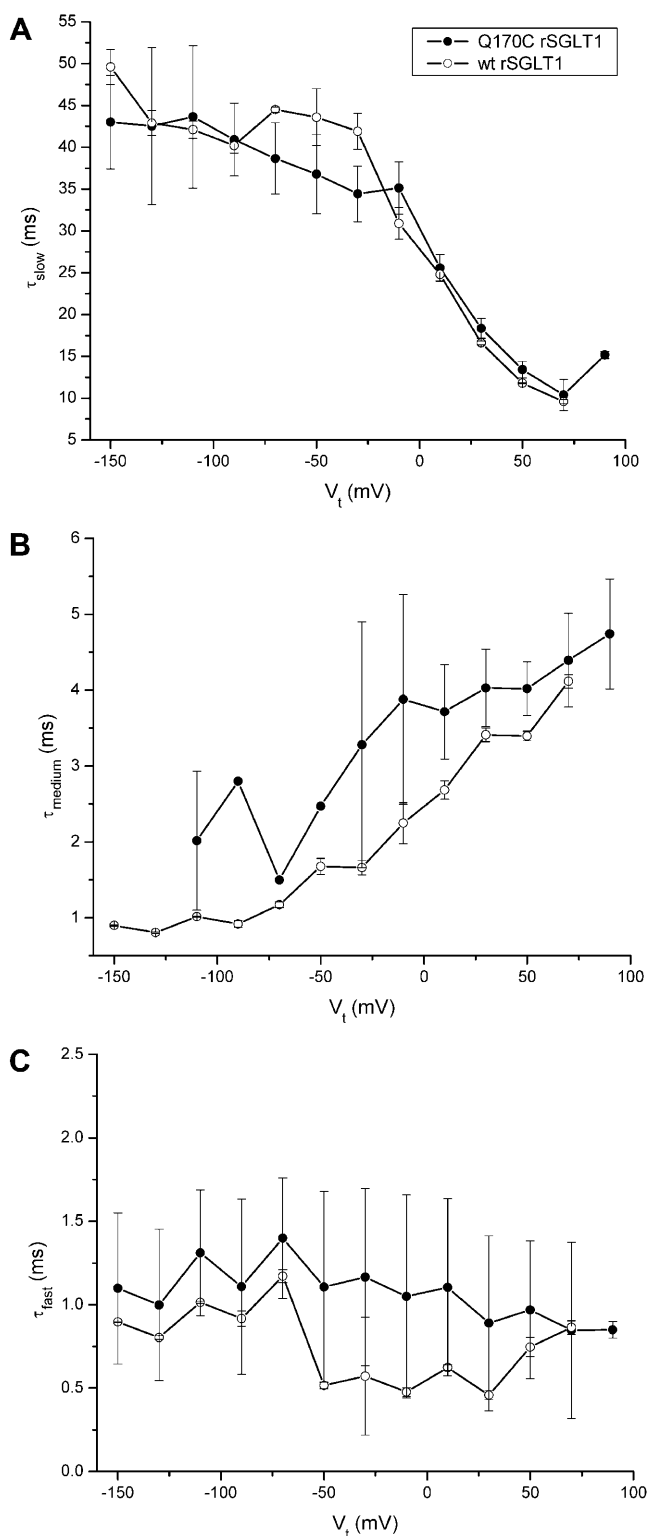 A
Q170C rSGLT1
wt rSGLT1
55
50
45
40
35
30
25
20
15
10
5
τslow (ms)
-150 -100 -50 0 50 100
Vt (mV)
B
6
5
4
3
2
1
τmedium (ms)
-150 -100 -50 0 50 100
Vt (mV)
C
2.5
2.0
1.5
1.0
0.5
0.0
τfast (ms)
-150 -100 -50 0 50 100
Vt (mV)